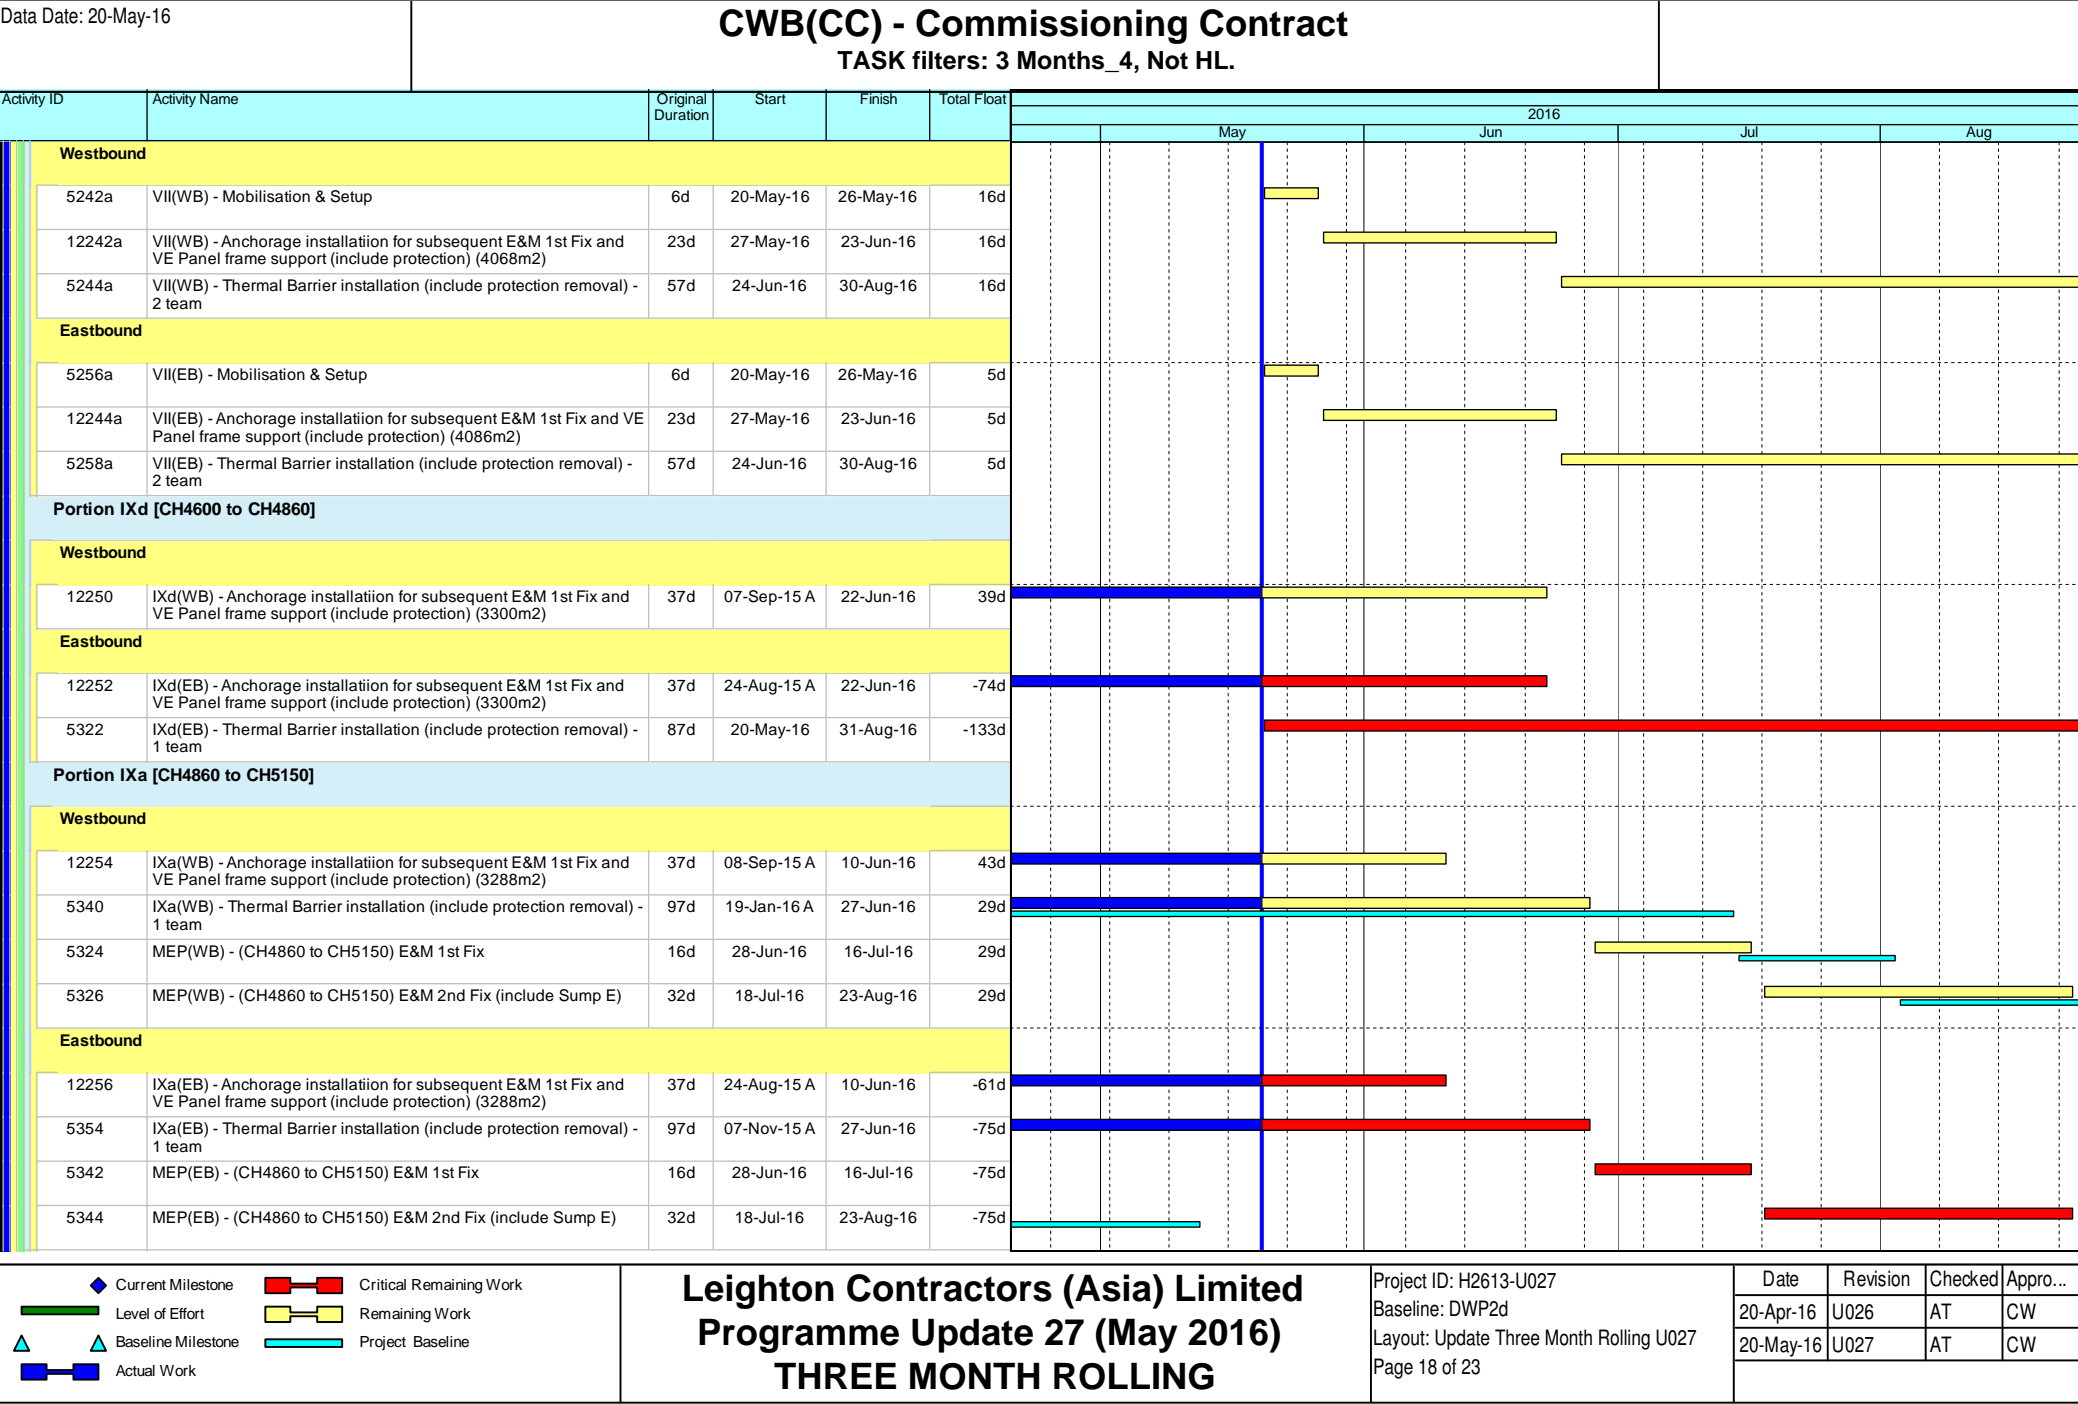 Data Date: 20-May-16
CWB(CC) - Commissioning Contract
TASK filters: 3 Months_4, Not HL.
Activity ID Activity Name Original Duration Start Finish Total Float
2016
May Jun Jul Aug
Westbound
5242a VII(WB) - Mobilisation & Setup 6d 20-May-16 26-May-16 16d
12242a VII(WB) - Anchorage installatiion for subsequent E&M 1st Fix and 23d 27-May-16 23-Jun-16 16d
VE Panel frame support (include protection) (4068m2)
5244a VII(WB) - Thermal Barrier installation (include protection removal) - 57d 24-Jun-16 30-Aug-16 16d
2 team
Eastbound
5256a VII(EB) - Mobilisation & Setup 6d 20-May-16 26-May-16 5d
12244a VII(EB) - Anchorage installatiion for subsequent E&M 1st Fix and VE 23d 27-May-16 23-Jun-16 5d
Panel frame support (include protection) (4086m2)
5258a VII(EB) - Thermal Barrier installation (include protection removal) - 57d 24-Jun-16 30-Aug-16 5d
2 team
Portion IXd [CH4600 to CH4860]
Westbound
12250 IXd(WB) - Anchorage installatiion for subsequent E&M 1st Fix and 37d 07-Sep-15 A 22-Jun-16 39d
VE Panel frame support (include protection) (3300m2)
Eastbound
12252 IXd(EB) - Anchorage installatiion for subsequent E&M 1st Fix and 37d 24-Aug-15 A 22-Jun-16 -74d
VE Panel frame support (include protection) (3300m2)
5322 IXd(EB) - Thermal Barrier installation (include protection removal) - 87d 20-May-16 31-Aug-16 -133d
1 team
Portion IXa [CH4860 to CH5150]
Westbound
12254 IXa(WB) - Anchorage installatiion for subsequent E&M 1st Fix and 37d 08-Sep-15 A 10-Jun-16 43d
VE Panel frame support (include protection) (3288m2)
5340 IXa(WB) - Thermal Barrier installation (include protection removal) - 97d 19-Jan-16 A 27-Jun-16 29d
1 team
5324 MEP(WB) - (CH4860 to CH5150) E&M 1st Fix 16d 28-Jun-16 16-Jul-16 29d
5326 MEP(WB) - (CH4860 to CH5150) E&M 2nd Fix (include Sump E) 32d 18-Jul-16 23-Aug-16 29d
Eastbound
12256 IXa(EB) - Anchorage installatiion for subsequent E&M 1st Fix and 37d 24-Aug-15 A 10-Jun-16 -61d
VE Panel frame support (include protection) (3288m2)
5354 IXa(EB) - Thermal Barrier installation (include protection removal) - 97d 07-Nov-15 A 27-Jun-16 -75d
1 team
5342 MEP(EB) - (CH4860 to CH5150) E&M 1st Fix 16d 28-Jun-16 16-Jul-16 -75d
5344 MEP(EB) - (CH4860 to CH5150) E&M 2nd Fix (include Sump E) 32d 18-Jul-16 23-Aug-16 -75d
Current Milestone Critical Remaining Work
Level of Effort Remaining Work
Baseline Milestone Project Baseline
Actual Work
Leighton Contractors (Asia) Limited
Programme Update 27 (May 2016)
THREE MONTH ROLLING
Project ID: H2613-U027
Baseline: DWP2d
Layout: Update Three Month Rolling U027
Page 18 of 23
Date Revision Checked Appro...
20-Apr-16 U026 AT CW
20-May-16 U027 AT CW